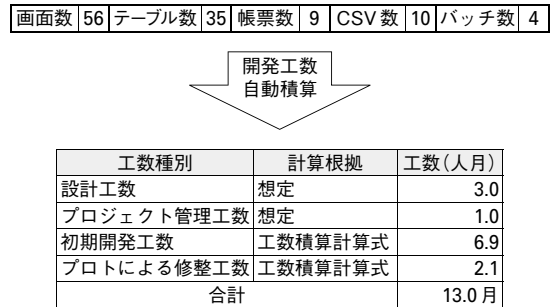 画面数 56 テーブル数 35 帳票数 9 CSV数 10 バッチ数 4
開発工数
自動積算
工数種別 計算根拠 工数(人月)
設計工数 想定 3.0
プロジェクト管理工数 想定 1.0
初期開発工数 工数積算計算式 6.9
プロトによる修整工数 工数積算計算式 2.1
合計 13.0月